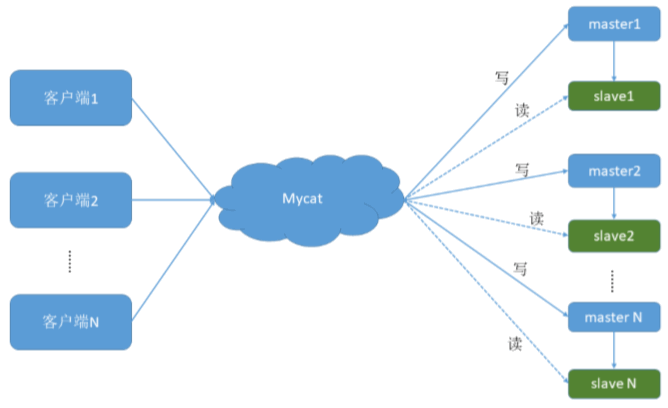 客户端1
客户端2
客户端N
Mycat
写
读
写
读
写
读
master1
slave1
master2
slave2
master N
slave N